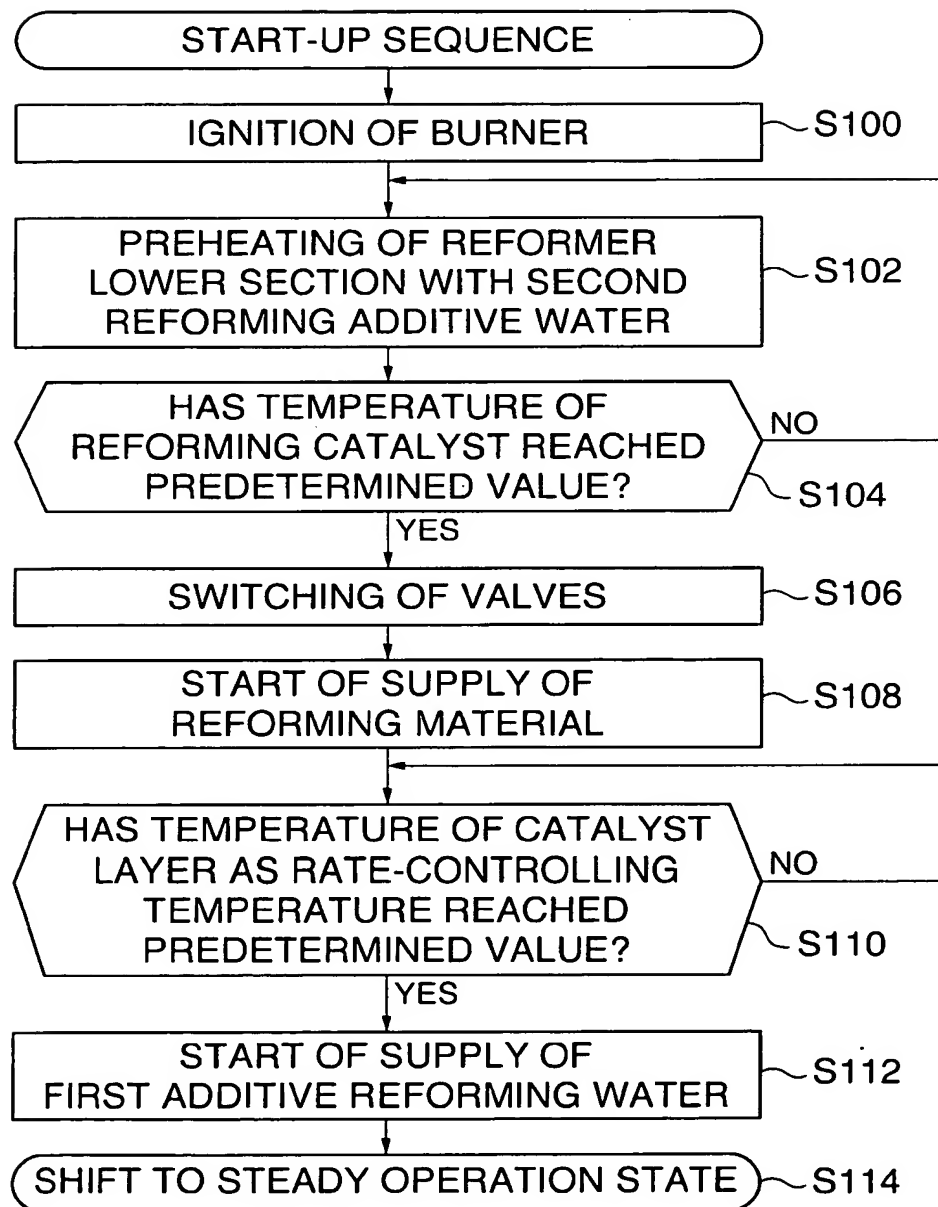 START-UP SEQUENCE
IGNITION OF BURNER
S100
PREHEATING OF REFORMER
LOWER SECTION WITH SECOND
REFORMING ADDITIVE WATER
S102
HAS TEMPERATURE OF
REFORMING CATALYST REACHED
PREDETERMINED VALUE?
NO
S104
YES
SWITCHING OF VALVES
S106
START OF SUPPLY OF
REFORMING MATERIAL
S108
HAS TEMPERATURE OF CATALYST
LAYER AS RATE-CONTROLLING
TEMPERATURE REACHED
PREDETERMINED VALUE?
NO
S110
YES
START OF SUPPLY OF
FIRST ADDITIVE REFORMING WATER
S112
SHIFT TO STEADY OPERATION STATE
S114